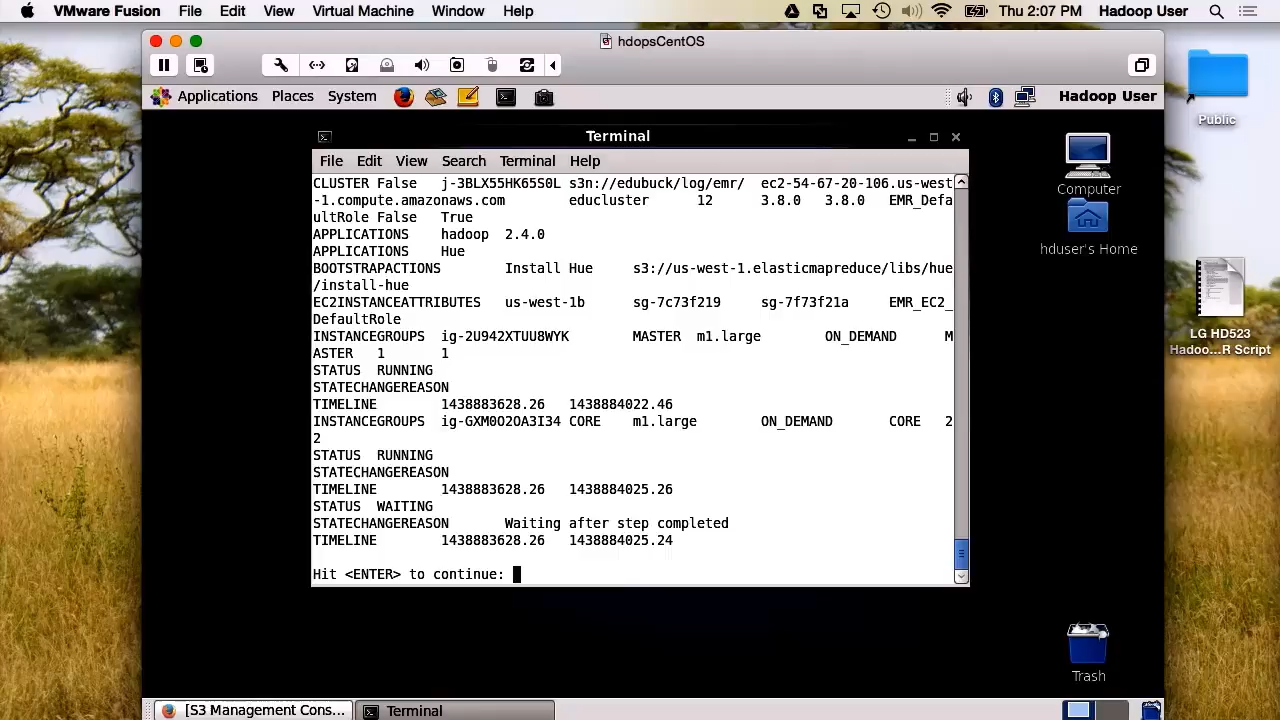 VMware Fusion File Edit View Virtual Machine Window Help Thu 2:07 PM Hadoop User
hdopsCentOS
Applications Places System Hadoop User
Terminal
File Edit View Search Terminal Help
CLUSTER False j-3BLX55HK65S0L s3n://edubuck/log/emr/ ec2-54-67-20-106.us-west
-1.compute.amazonaws.com educluster 12 3.8.0 3.8.0 EMR_Defa
ultRole False True
APPLICATIONS hadoop 2.4.0
APPLICATIONS Hue
BOOTSTRAPACTIONS Install Hue s3://us-west-1.elasticmapreduce/libs/hue
/install-hue
EC2INSTANCEATTRIBUTES us-west-1b sg-7c73f219 sg-7f73f21a EMR_EC2_
DefaultRole
INSTANCEGROUPS ig-2U942XTUU8WYK MASTER m1.large ON_DEMAND M
ASTER 1 1
STATUS RUNNING
STATECHANGEREASON
TIMELINE 1438883628.26 1438884022.46
INSTANCEGROUPS ig-GXM0O2OA3I34 CORE m1.large ON_DEMAND CORE 2
2
STATUS RUNNING
STATECHANGEREASON
TIMELINE 1438883628.26 1438884025.26
STATUS WAITING
STATECHANGEREASON Waiting after step completed
TIMELINE 1438883628.26 1438884025.24
Hit <ENTER> to continue:
Computer
hduser's Home
Trash
Public
LG HD523
Hadoo...R Script
[S3 Management Cons... Terminal